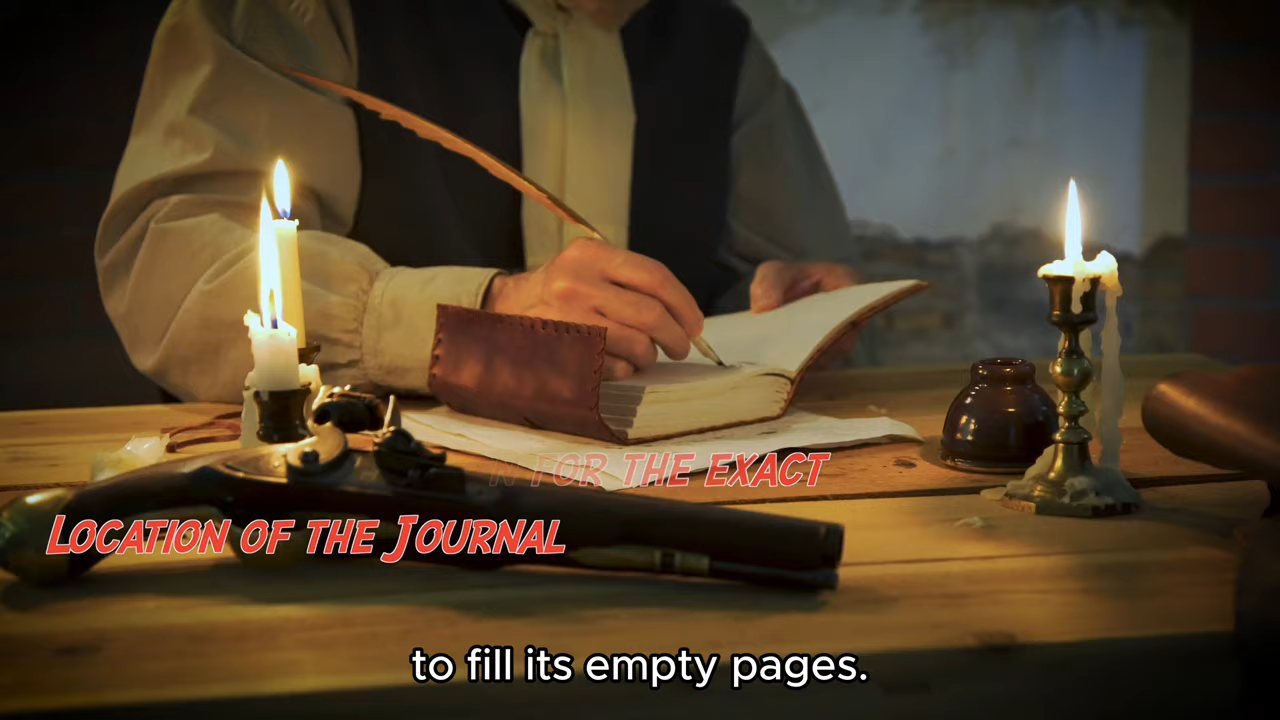 FOR THE EXACT
LOCATION OF THE JOURNAL
to fill its empty pages.